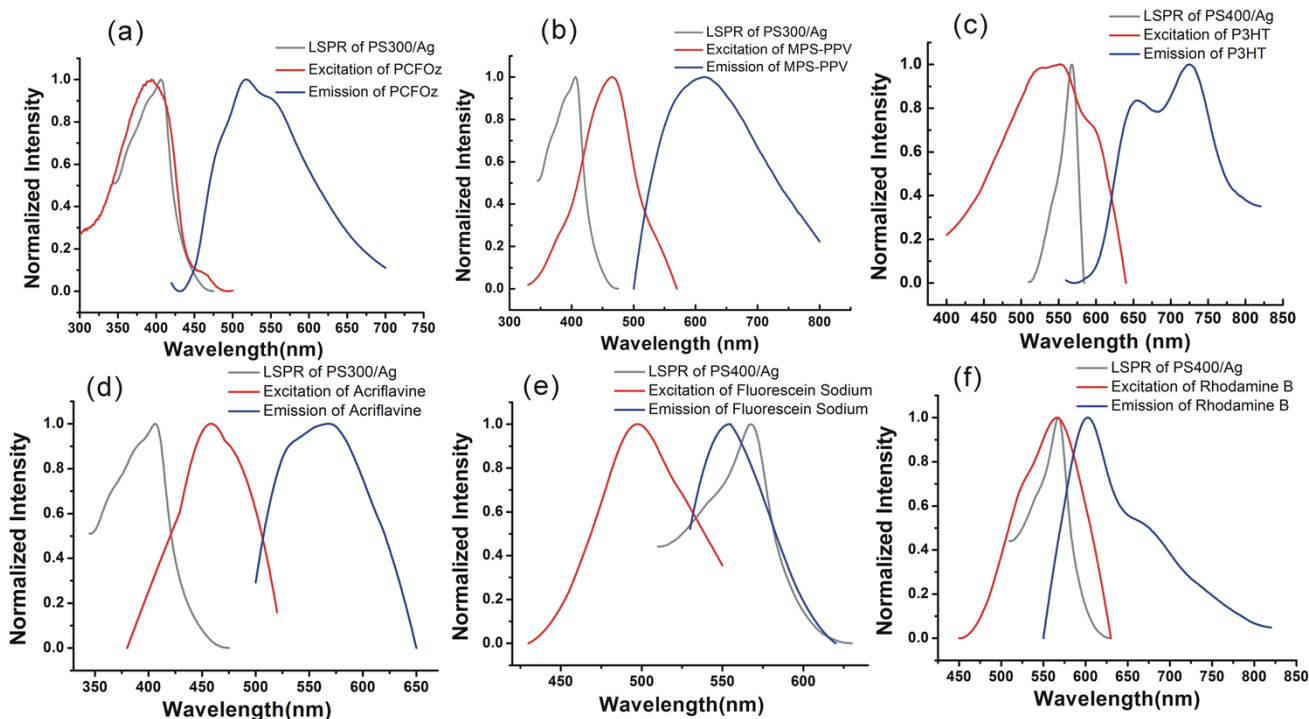 (a)
LSPR of PS300/Ag
Excitation of PCFOz
Emission of PCFOz
Normalized Intensity
1.0
0.8
0.6
0.4
0.2
0.0
300 350 400 450 500 550 600 650 700 750
Wavelength(nm)
(b)
LSPR of PS300/Ag
Excitation of MPS-PPV
Emission of MPS-PPV
Normalized Intensity
1.0
0.8
0.6
0.4
0.2
0.0
300 400 500 600 700 800
Wavelength (nm)
(c)
LSPR of PS400/Ag
Excitation of P3HT
Emission of P3HT
Normalized Intensity
1.0
0.8
0.6
0.4
0.2
0.0
400 450 500 550 600 650 700 750 800 850
Wavelength (nm)
(d)
LSPR of PS300/Ag
Excitation of Acriflavine
Emission of Acriflavine
Normalized Intensity
1.0
0.8
0.6
0.4
0.2
0.0
350 400 450 500 550 600 650
Wavelength(nm)
(e)
LSPR of PS400/Ag
Excitation of Fluorescein Sodium
Emission of Fluorescein Sodium
Normalized Intensity
1.0
0.8
0.6
0.4
0.2
0.0
450 500 550 600
Wavelength(nm)
(f)
LSPR of PS400/Ag
Excitation of Rhodamine B
Emission of Rhodamine B
Normalized Intensity
1.0
0.8
0.6
0.4
0.2
0.0
450 500 550 600 650 700 750 800 850
Wavelength(nm)